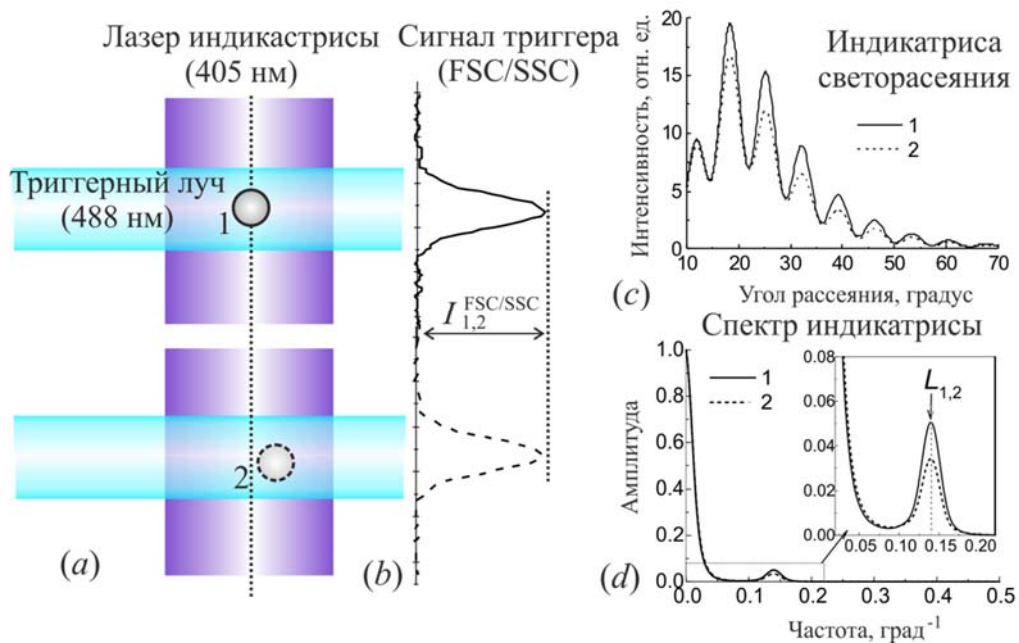 Лазер индикастрисы
(405 нм)
Сигнал триггера
(FSC/SSC)
Триггерный луч
(488 нм)
1
2
I 1,2 FSC/SSC
(a)
(b)
Индикатриса
светорасеяния
1
2
Интенсивность, отн. ед.
20
15
10
5
0
10 20 30 40 50 60 70
Угол рассеяния, градус
(c)
Спектр индикатрисы
1
2
Амплитуда
1.0
0.8
0.6
0.4
0.2
0.0
0.0 0.1 0.2 0.3 0.4 0.5
Частота, град-1
0.08
0.06
0.04
0.02
0.00
0.05 0.10 0.15 0.20
L1,2
(d)